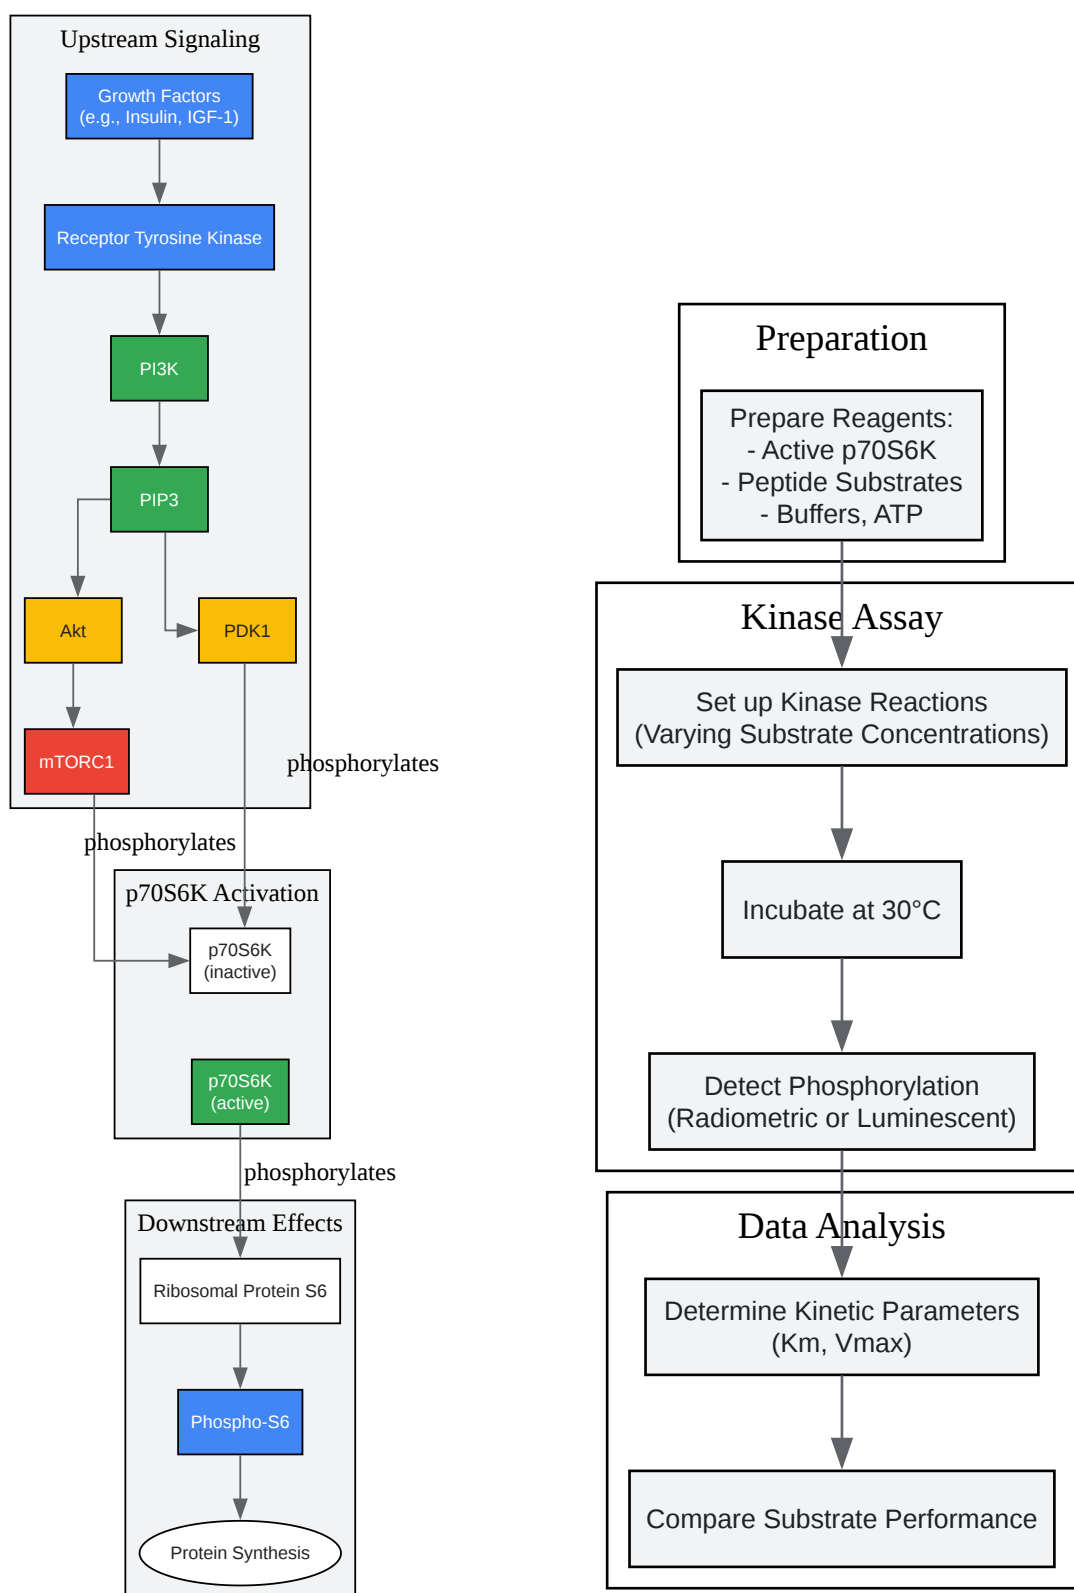 Upstream Signaling
Growth Factors
(e.g., Insulin, IGF-1)
Receptor Tyrosine Kinase
PI3K
PIP3
Akt
PDK1
mTORC1
phosphorylates
phosphorylates
p70S6K Activation
p70S6K
(inactive)
p70S6K
(active)
phosphorylates
Downstream Effects
Ribosomal Protein S6
Phospho-S6
Protein Synthesis
Preparation
Prepare Reagents:
- Active p70S6K
- Peptide Substrates
- Buffers, ATP
Kinase Assay
Set up Kinase Reactions
(Varying Substrate Concentrations)
Incubate at 30°C
Detect Phosphorylation
(Radiometric or Luminescent)
Data Analysis
Determine Kinetic Parameters
(Km, Vmax)
Compare Substrate Performance